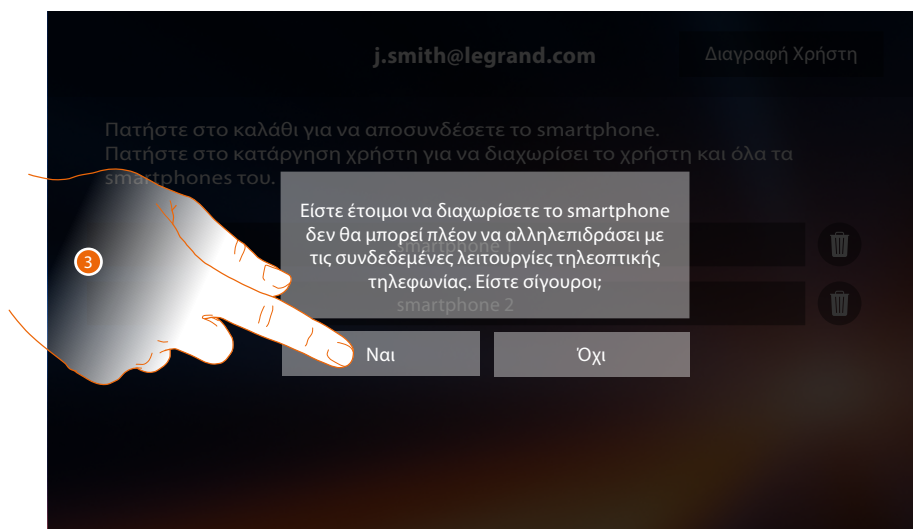 j.smith@legrand.com
Διαγραφή Χρήστη
Πατήστε στο καλάθι για να αποσυνδέσετε το smartphone.
Πατήστε στο κατάργηση χρήστη για να διαχωρίσει το χρήστη και όλα τα
smartphones του.
Είστε έτοιμοι να διαχωρίσετε το smartphone
δεν θα μπορεί πλέον να αλληλεπιδράσει με
τις συνδεδεμένες λειτουργίες τηλεοπτικής
τηλεφωνίας. Είστε σίγουροι;
smartphone 1
smartphone 2
3
Ναι
Όχι